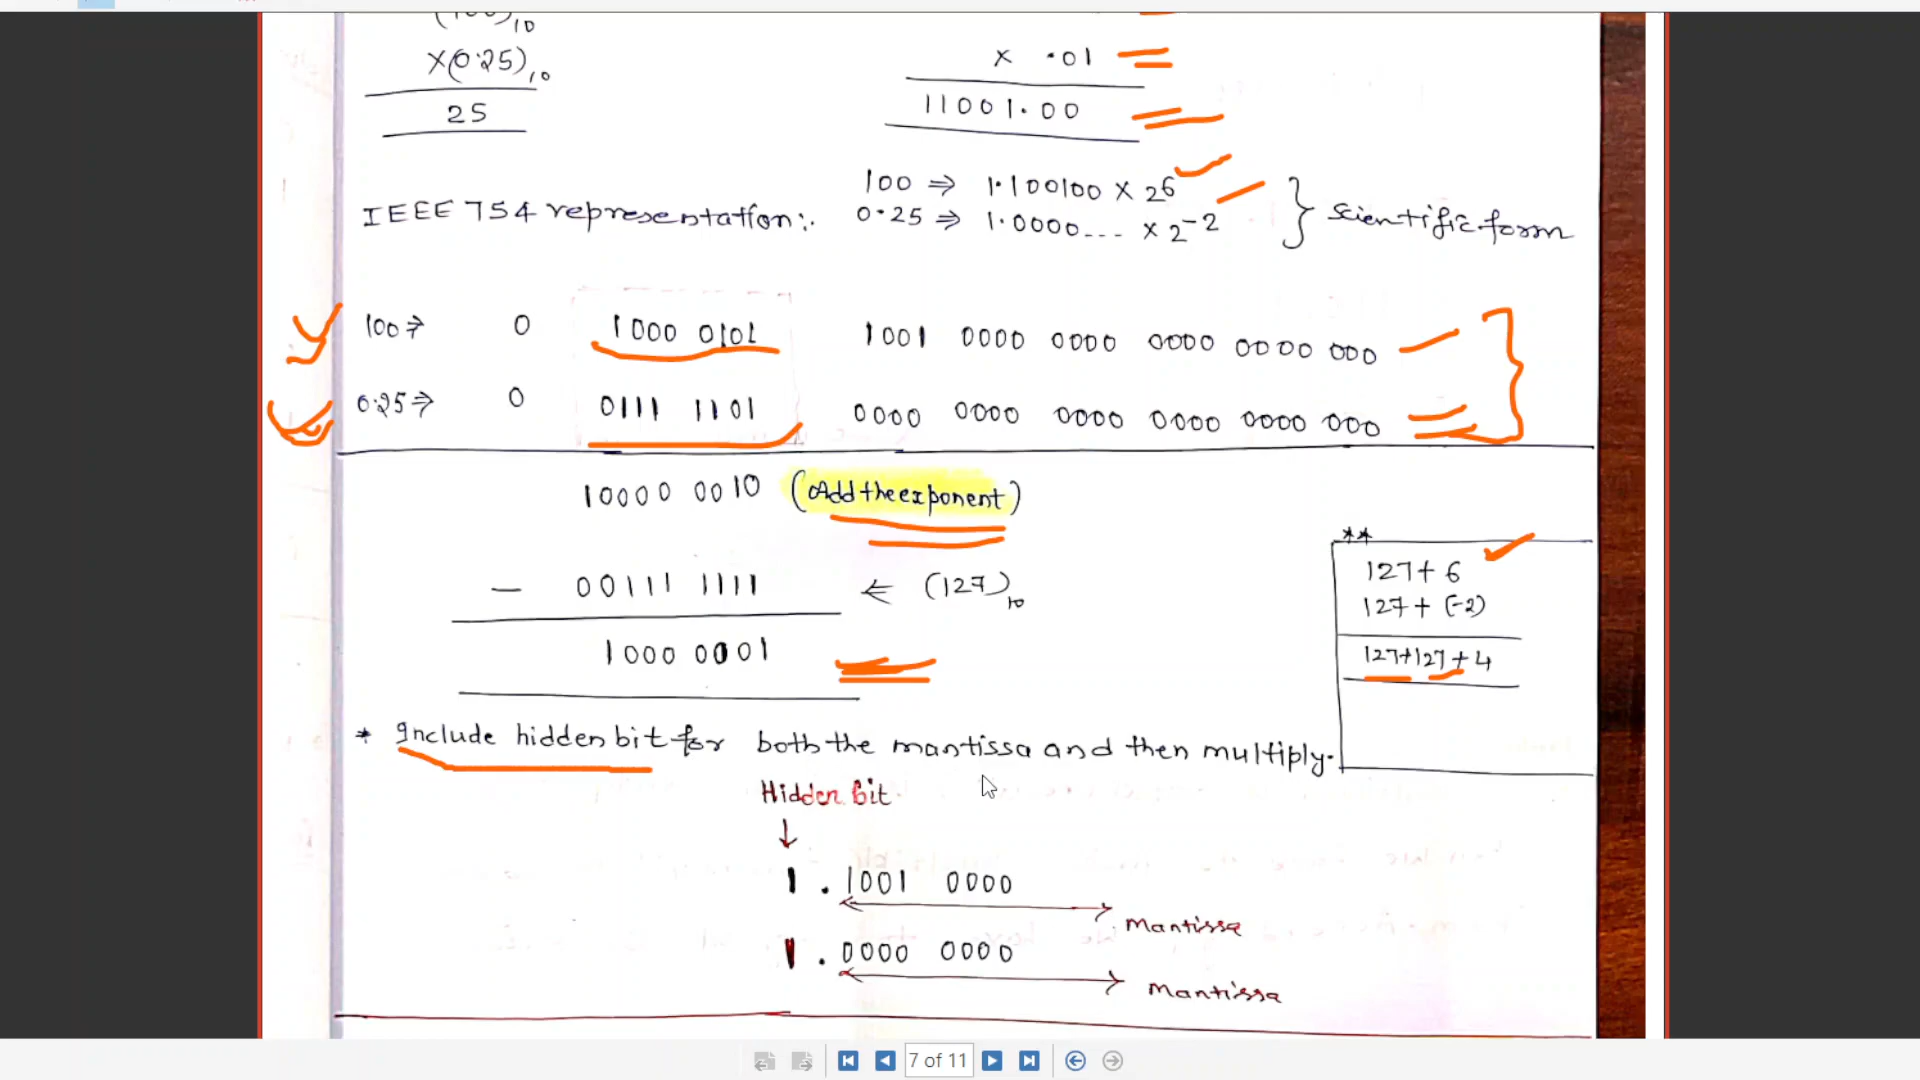 (100)10
X(0.25)10
25
X .01
11001.00
100 ⇒ 1.100100 X 26
IEEE 754 representation:. 0.25 ⇒ 1.0000... X 2-2 } scientific form
100⇒ 0 1000 0101 1001 0000 0000 0000 0000 000
0.25⇒ 0 0111 1101 0000 0000 0000 0000 0000 000
10000 0010 (Add the exponent)
**
127+ 6
127 + (-2)
127+127+4
- 00111 1111 ⇐ (127)10
1000 0001
* Include hidden bit for both the mantissa and then multiply.
Hidden Bit
↓
1 . 1001 0000
Mantissa
1 . 0000 0000
Mantissa
7 of 11